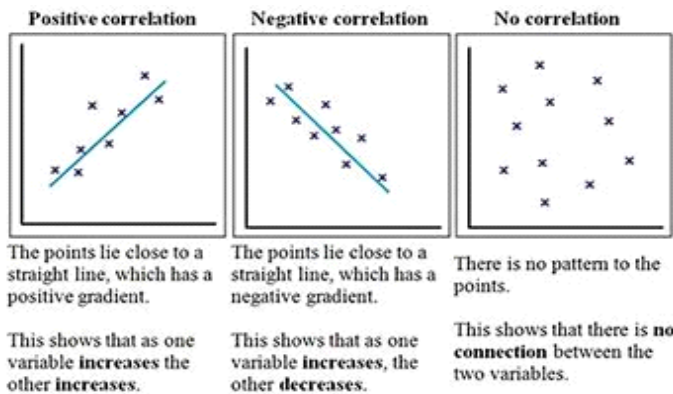 Positive correlation
Negative correlation
No correlation
The points lie close to a
straight line, which has a
positive gradient.
This shows that as one
variable increases the
other increases.
The points lie close to a
straight line, which has a
negative gradient.
This shows that as one
variable increases, the
other decreases.
There is no pattern to the
points.
This shows that there is no
connection between the
two variables.